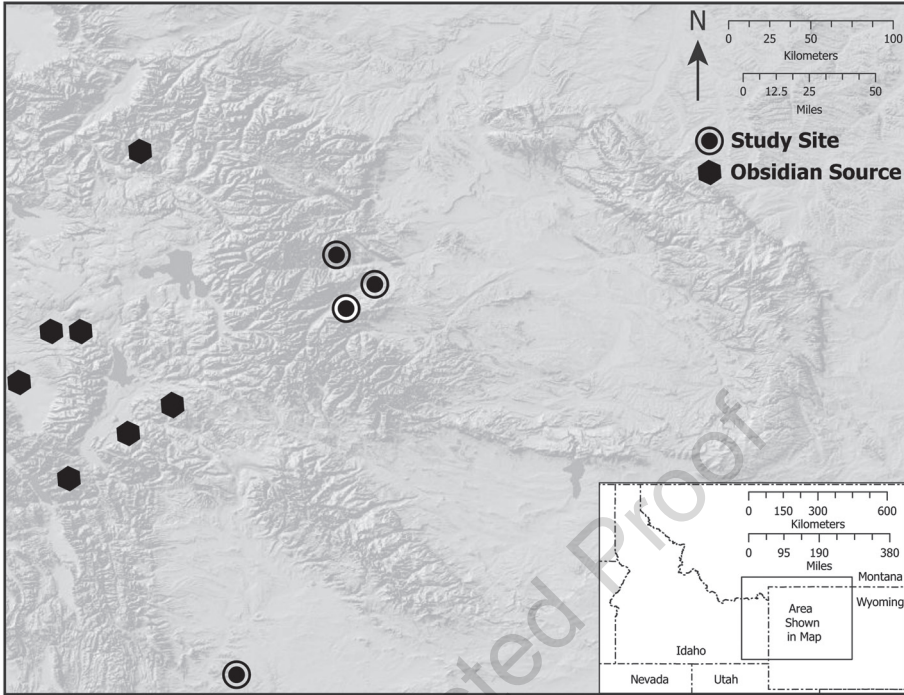 N
0 25 50 100
Kilometers
0 12.5 25 50
Miles
Study Site
Obsidian Source
ted Proof
0 150 300 600
Kilometers
0 95 190 380
Miles
Montana
Wyoming
Area
Shown
in Map
Idaho
Nevada Utah